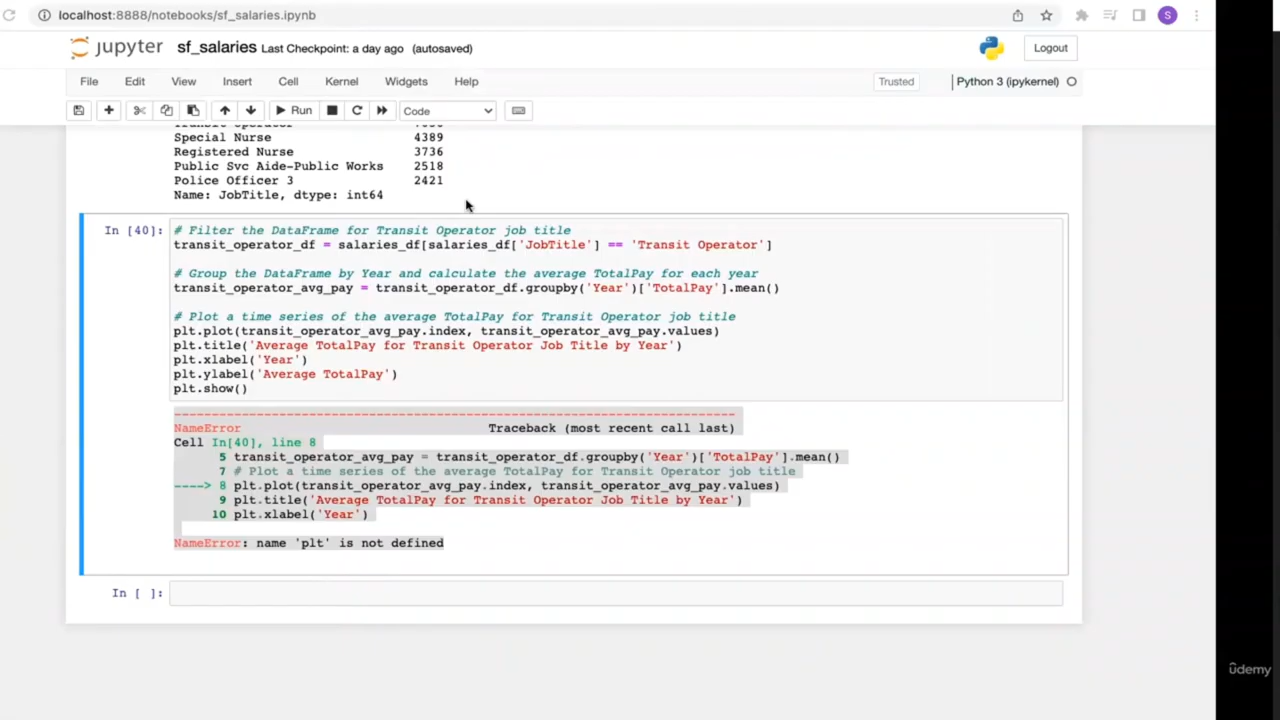 localhost:8888/notebooks/sf_salaries.ipynb
S
jupyter sf_salaries Last Checkpoint: a day ago (autosaved)
Logout
File Edit View Insert Cell Kernel Widgets Help
Trusted
Python 3 (ipykernel)
Run
Code
Special Nurse 4389
Registered Nurse 3736
Public Svc Aide-Public Works 2518
Police Officer 3 2421
Name: JobTitle, dtype: int64
In [40]:
# Filter the DataFrame for Transit Operator job title
transit_operator_df = salaries_df[salaries_df['JobTitle'] == 'Transit Operator']
# Group the DataFrame by Year and calculate the average TotalPay for each year
transit_operator_avg_pay = transit_operator_df.groupby('Year')['TotalPay'].mean()
# Plot a time series of the average TotalPay for Transit Operator job title
plt.plot(transit_operator_avg_pay.index, transit_operator_avg_pay.values)
plt.title('Average TotalPay for Transit Operator Job Title by Year')
plt.xlabel('Year')
plt.ylabel('Average TotalPay')
plt.show()
---------------------------------------------------------------------------
NameError Traceback (most recent call last)
Cell In[40], line 8
5 transit_operator_avg_pay = transit_operator_df.groupby('Year')['TotalPay'].mean()
7 # Plot a time series of the average TotalPay for Transit Operator job title
----> 8 plt.plot(transit_operator_avg_pay.index, transit_operator_avg_pay.values)
9 plt.title('Average TotalPay for Transit Operator Job Title by Year')
10 plt.xlabel('Year')
NameError: name 'plt' is not defined
In [ ]:
ûdemy